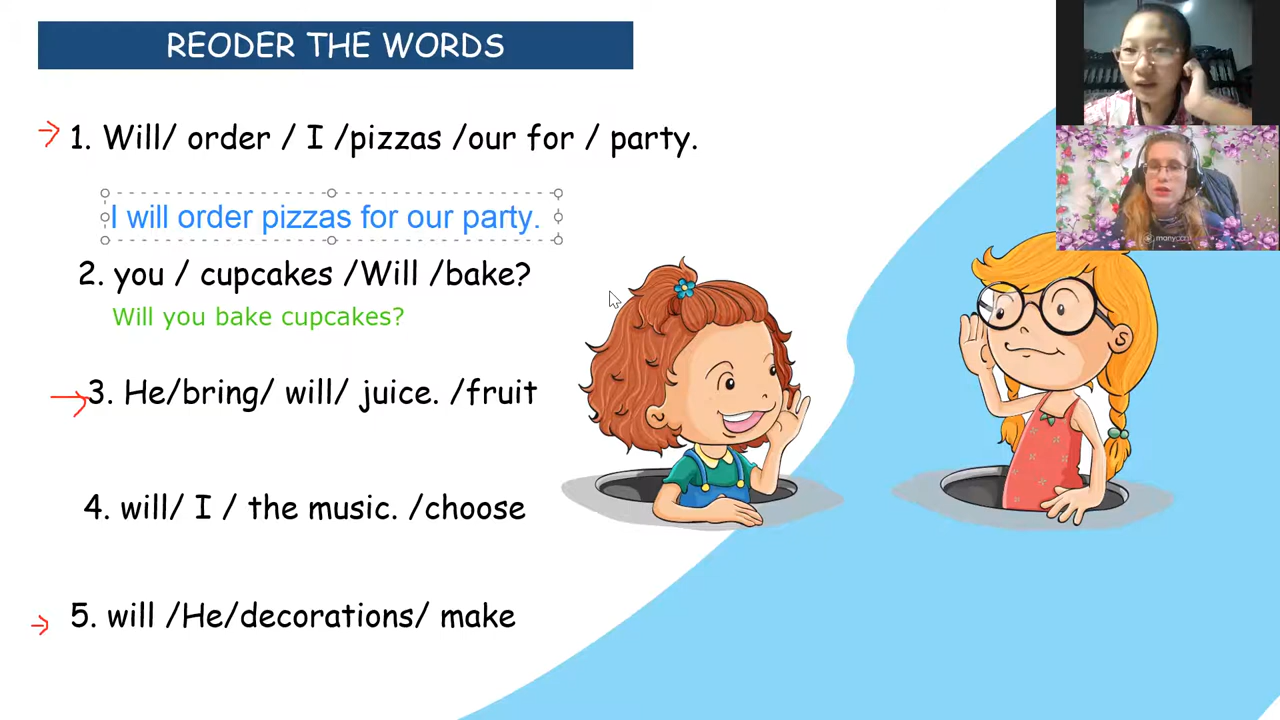 REODER THE WORDS
1. Will/ order / I /pizzas /our for / party.
I will order pizzas for our party.
2. you / cupcakes /Will /bake?
Will you bake cupcakes?
3. He/bring/ will/ juice. /fruit
4. will/ I / the music. /choose
5. will /He/decorations/ make